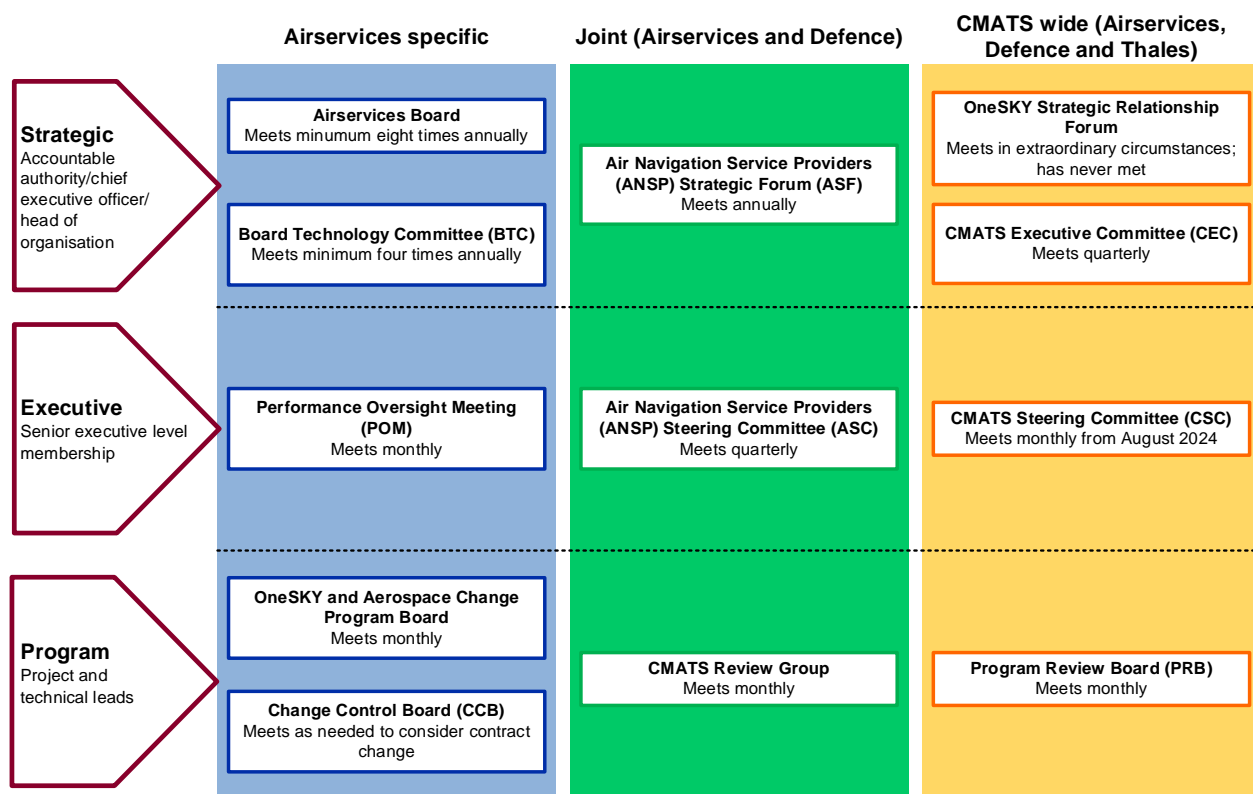 Airservices specific
Joint (Airservices and Defence)
CMATS wide (Airservices,
Defence and Thales)
Strategic
Accountable
authority/chief
executive officer/
head of
organisation
Airservices Board
Meets minumum eight times annually
Board Technology Committee (BTC)
Meets minimum four times annually
Air Navigation Service Providers
(ANSP) Strategic Forum (ASF)
Meets annually
OneSKY Strategic Relationship
Forum
Meets in extraordinary circumstances;
has never met
CMATS Executive Committee (CEC)
Meets quarterly
Executive
Senior executive level
membership
Performance Oversight Meeting
(POM)
Meets monthly
Air Navigation Service Providers
(ANSP) Steering Committee (ASC)
Meets quarterly
CMATS Steering Committee (CSC)
Meets monthly from August 2024
Program
Project and
technical leads
OneSKY and Aerospace Change
Program Board
Meets monthly
Change Control Board (CCB)
Meets as needed to consider contract
change
CMATS Review Group
Meets monthly
Program Review Board (PRB)
Meets monthly